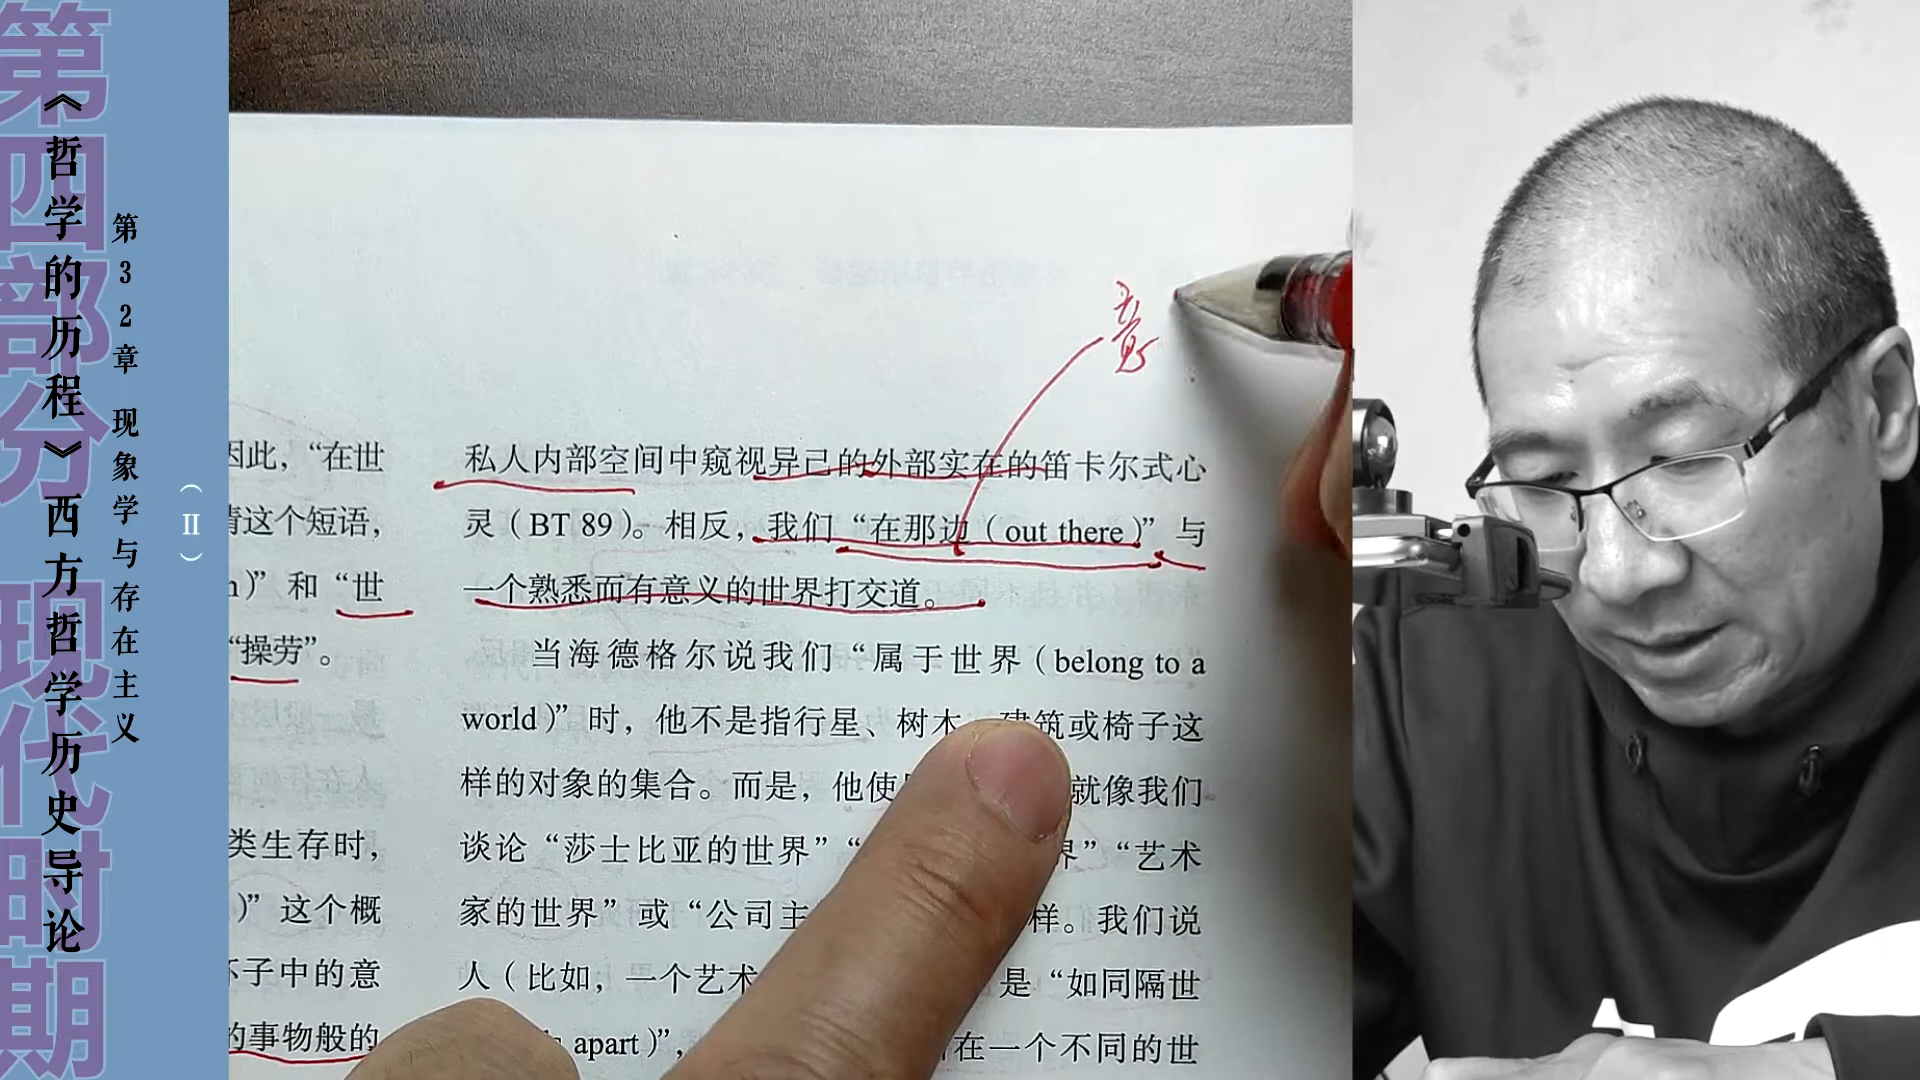 第四部分 现代时期
《哲学的历程》西方哲学历史导论
第32章 现象学与存在主义
（II）
意
因此，“在世
情这个短语，
)”和“世
“操劳”。
类生存时，
)”这个概
杯子中的意
的事物般的
私人内部空间中窥视异己的外部实在的笛卡尔式心
灵（BT 89）。相反，我们“在那边（out there）”与
一个熟悉而有意义的世界打交道。
当海德格尔说我们“属于世界（belong to a
world）”时，他不是指行星、树木、建筑或椅子这
样的对象的集合。而是，他使 就像我们
谈论“莎士比亚的世界”“ 界”“艺术
家的世界”或“公司主 样。我们说
人（比如，一个艺术 是“如同隔世
apart）”， 在一个不同的世